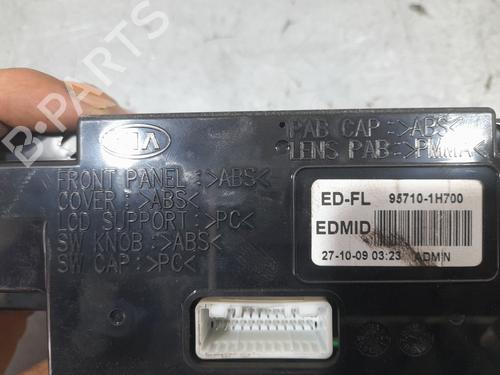 B-PARTS
KIA
PAB CAP :>ABS<
LENS PAB:>PMMA<
FRONT PANEL :>ABS<
COVER :>ABS<
LCD SUPPORT :>PC<
SW KNOB :>ABS<
SW CAP :>PC<
ED-FL 95710-1H700
EDMID
27-10-09 03:23 ADMIN